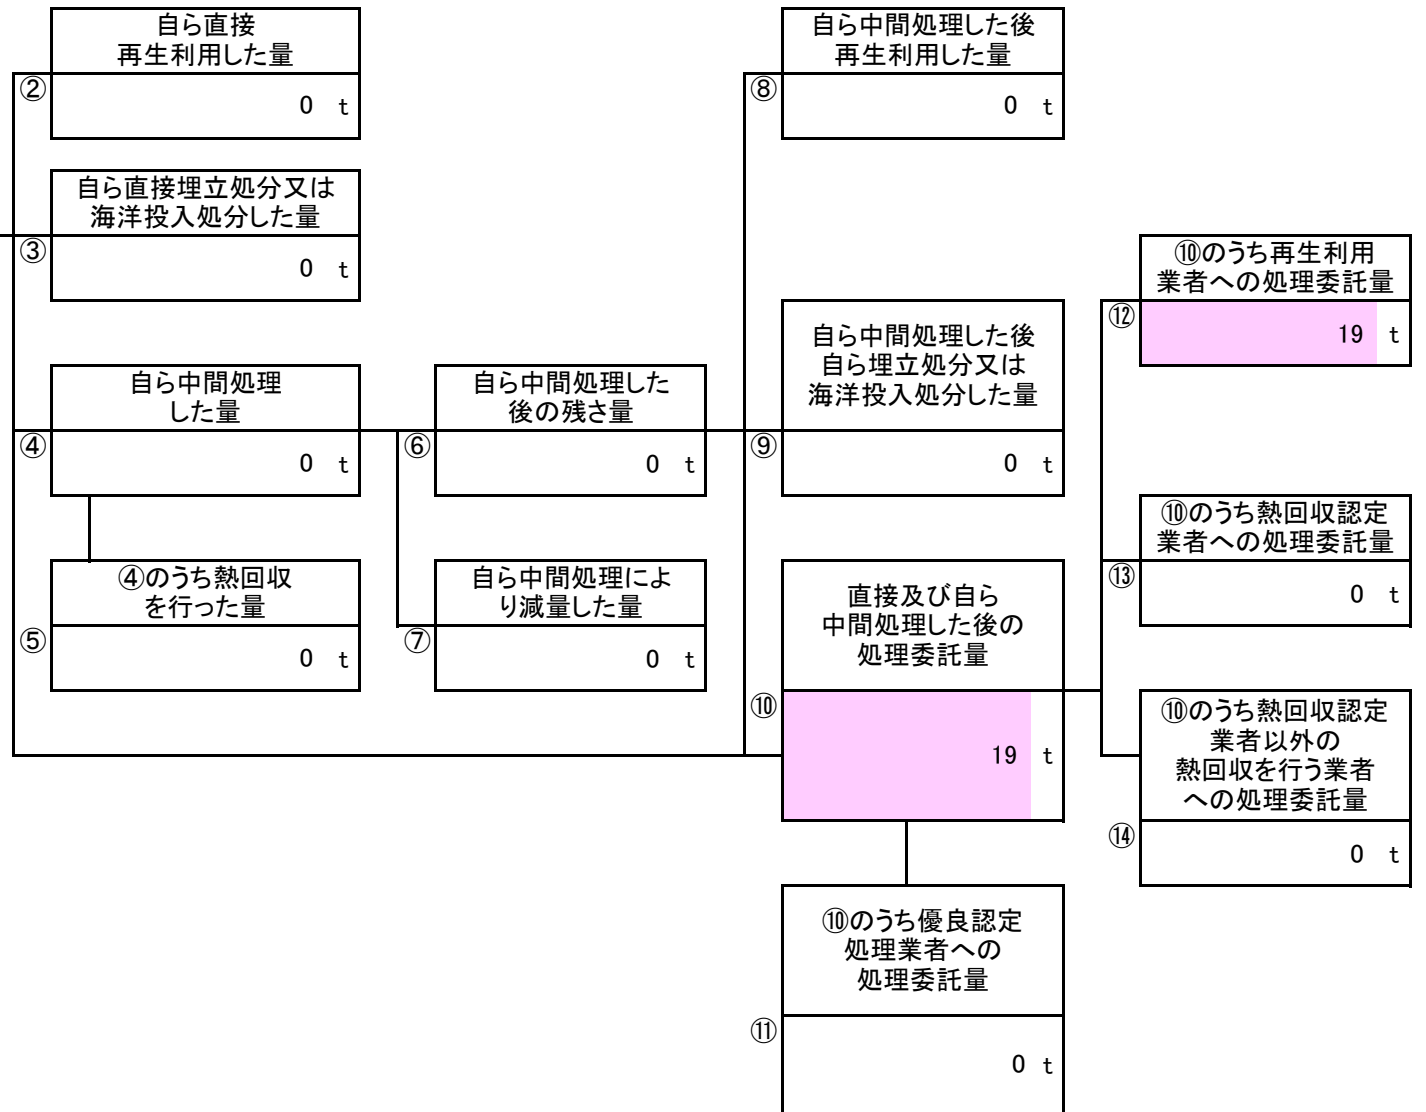 自ら直接
再生利用した量
②
0 t
自ら直接埋立処分又は
海洋投入処分した量
③
0 t
自ら中間処理
した量
④
0 t
④のうち熱回収
を行った量
⑤
0 t
自ら中間処理した
後の残さ量
⑥
0 t
自ら中間処理によ
り減量した量
⑦
0 t
自ら中間処理した後
再生利用した量
⑧
0 t
自ら中間処理した後
自ら埋立処分又は
海洋投入処分した量
⑨
0 t
直接及び自ら
中間処理した後の
処理委託量
⑩
19 t
⑩のうち優良認定
処理業者への
処理委託量
⑪
0 t
⑩のうち再生利用
業者への処理委託量
⑫
19 t
⑩のうち熱回収認定
業者への処理委託量
⑬
0 t
⑩のうち熱回収認定
業者以外の
熱回収を行う業者
への処理委託量
⑭
0 t